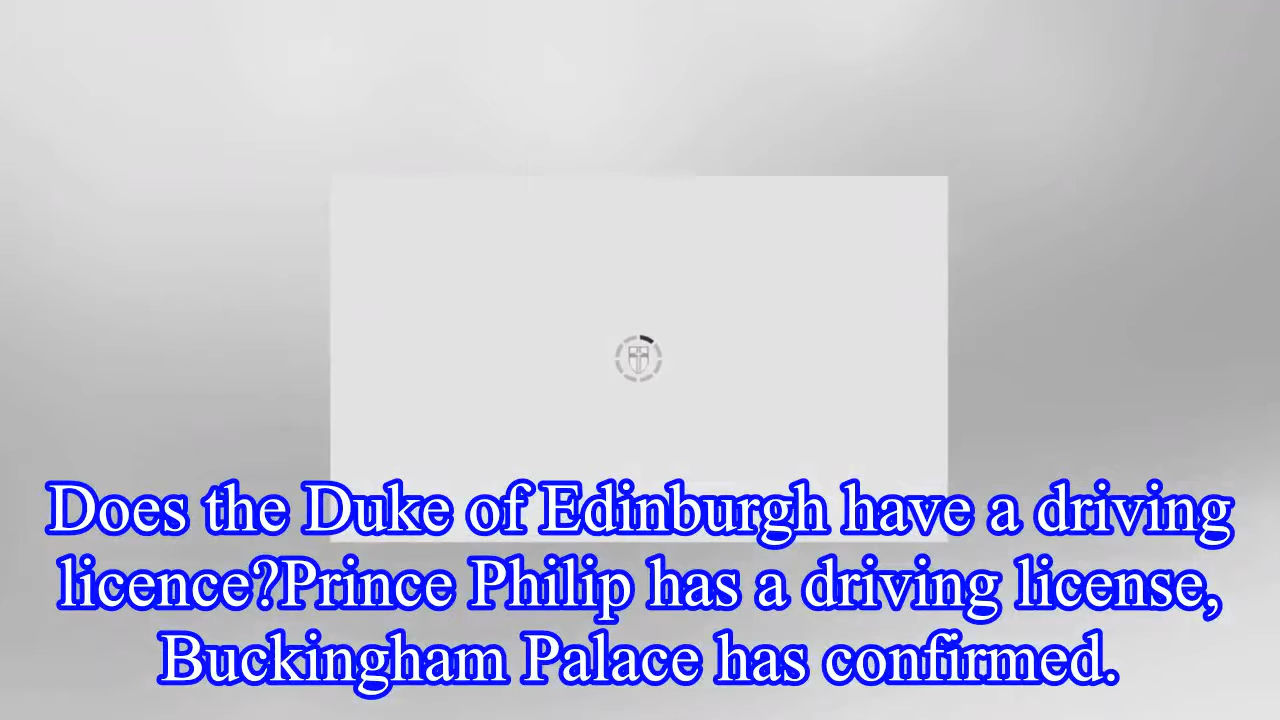 Does the Duke of Edinburgh have a driving
licence?Prince Philip has a driving license,
Buckingham Palace has confirmed.